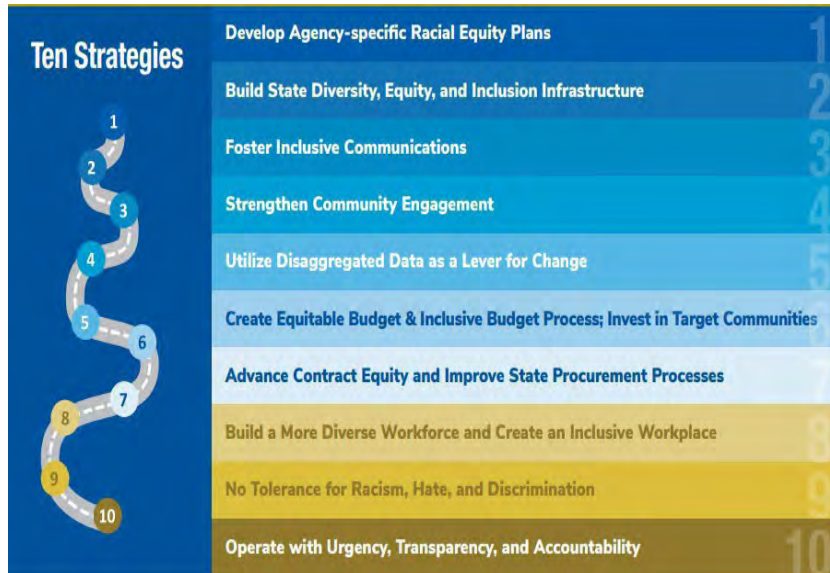 Ten Strategies
1
2
3
4
5
6
7
8
9
10
Develop Agency-specific Racial Equity Plans 1
Build State Diversity, Equity, and Inclusion Infrastructure 2
Foster Inclusive Communications 3
Strengthen Community Engagement 4
Utilize Disaggregated Data as a Lever for Change 5
Create Equitable Budget & Inclusive Budget Process; Invest in Target Communities 6
Advance Contract Equity and Improve State Procurement Processes 7
Build a More Diverse Workforce and Create an Inclusive Workplace 8
No Tolerance for Racism, Hate, and Discrimination 9
Operate with Urgency, Transparency, and Accountability 10